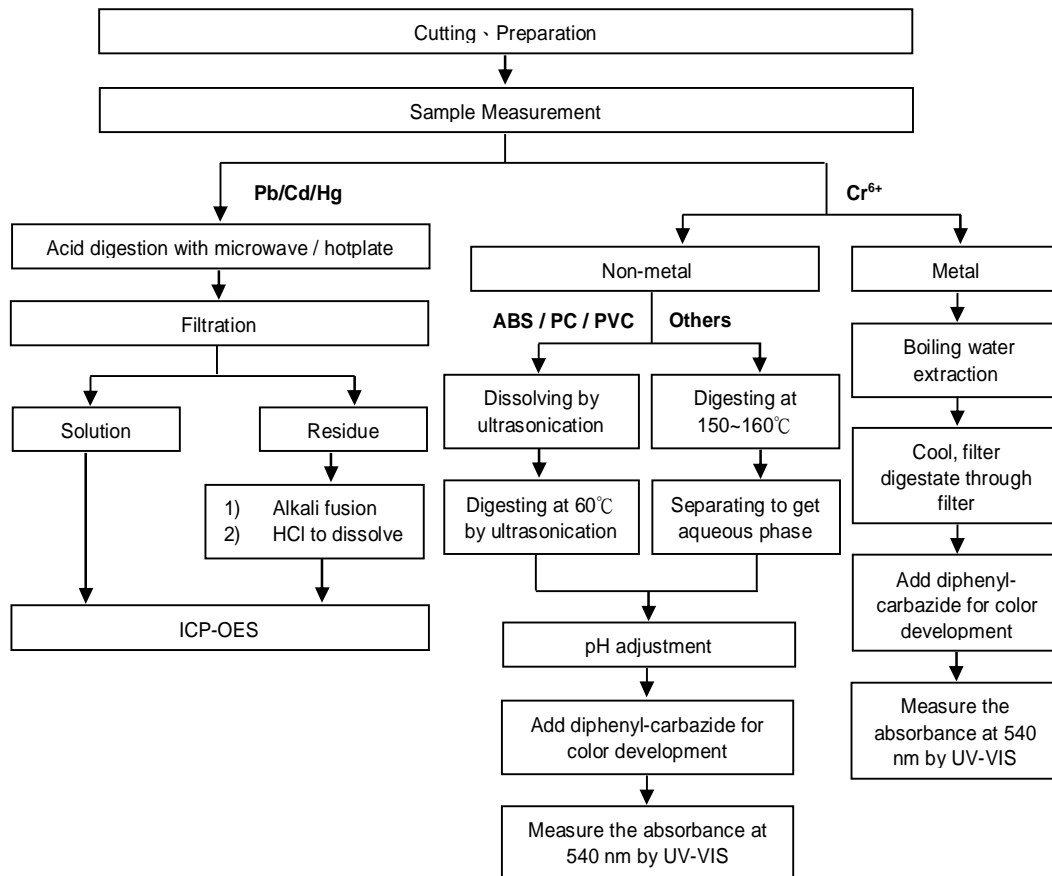 Cutting、Preparation
Sample Measurement
Pb/Cd/Hg
Acid digestion with microwave / hotplate
Filtration
Solution
Residue
1) Alkali fusion
2) HCl to dissolve
ICP-OES
Cr⁶⁺
Non-metal
ABS / PC / PVC
Others
Dissolving by
ultrasonication
Digesting at 60℃
by ultrasonication
Digesting at
150~160℃
Separating to get
aqueous phase
pH adjustment
Add diphenyl-carbazide for
color development
Measure the absorbance at
540 nm by UV-VIS
Metal
Boiling water
extraction
Cool, filter
digestate through
filter
Add diphenyl-
carbazide for color
development
Measure the
absorbance at 540
nm by UV-VIS